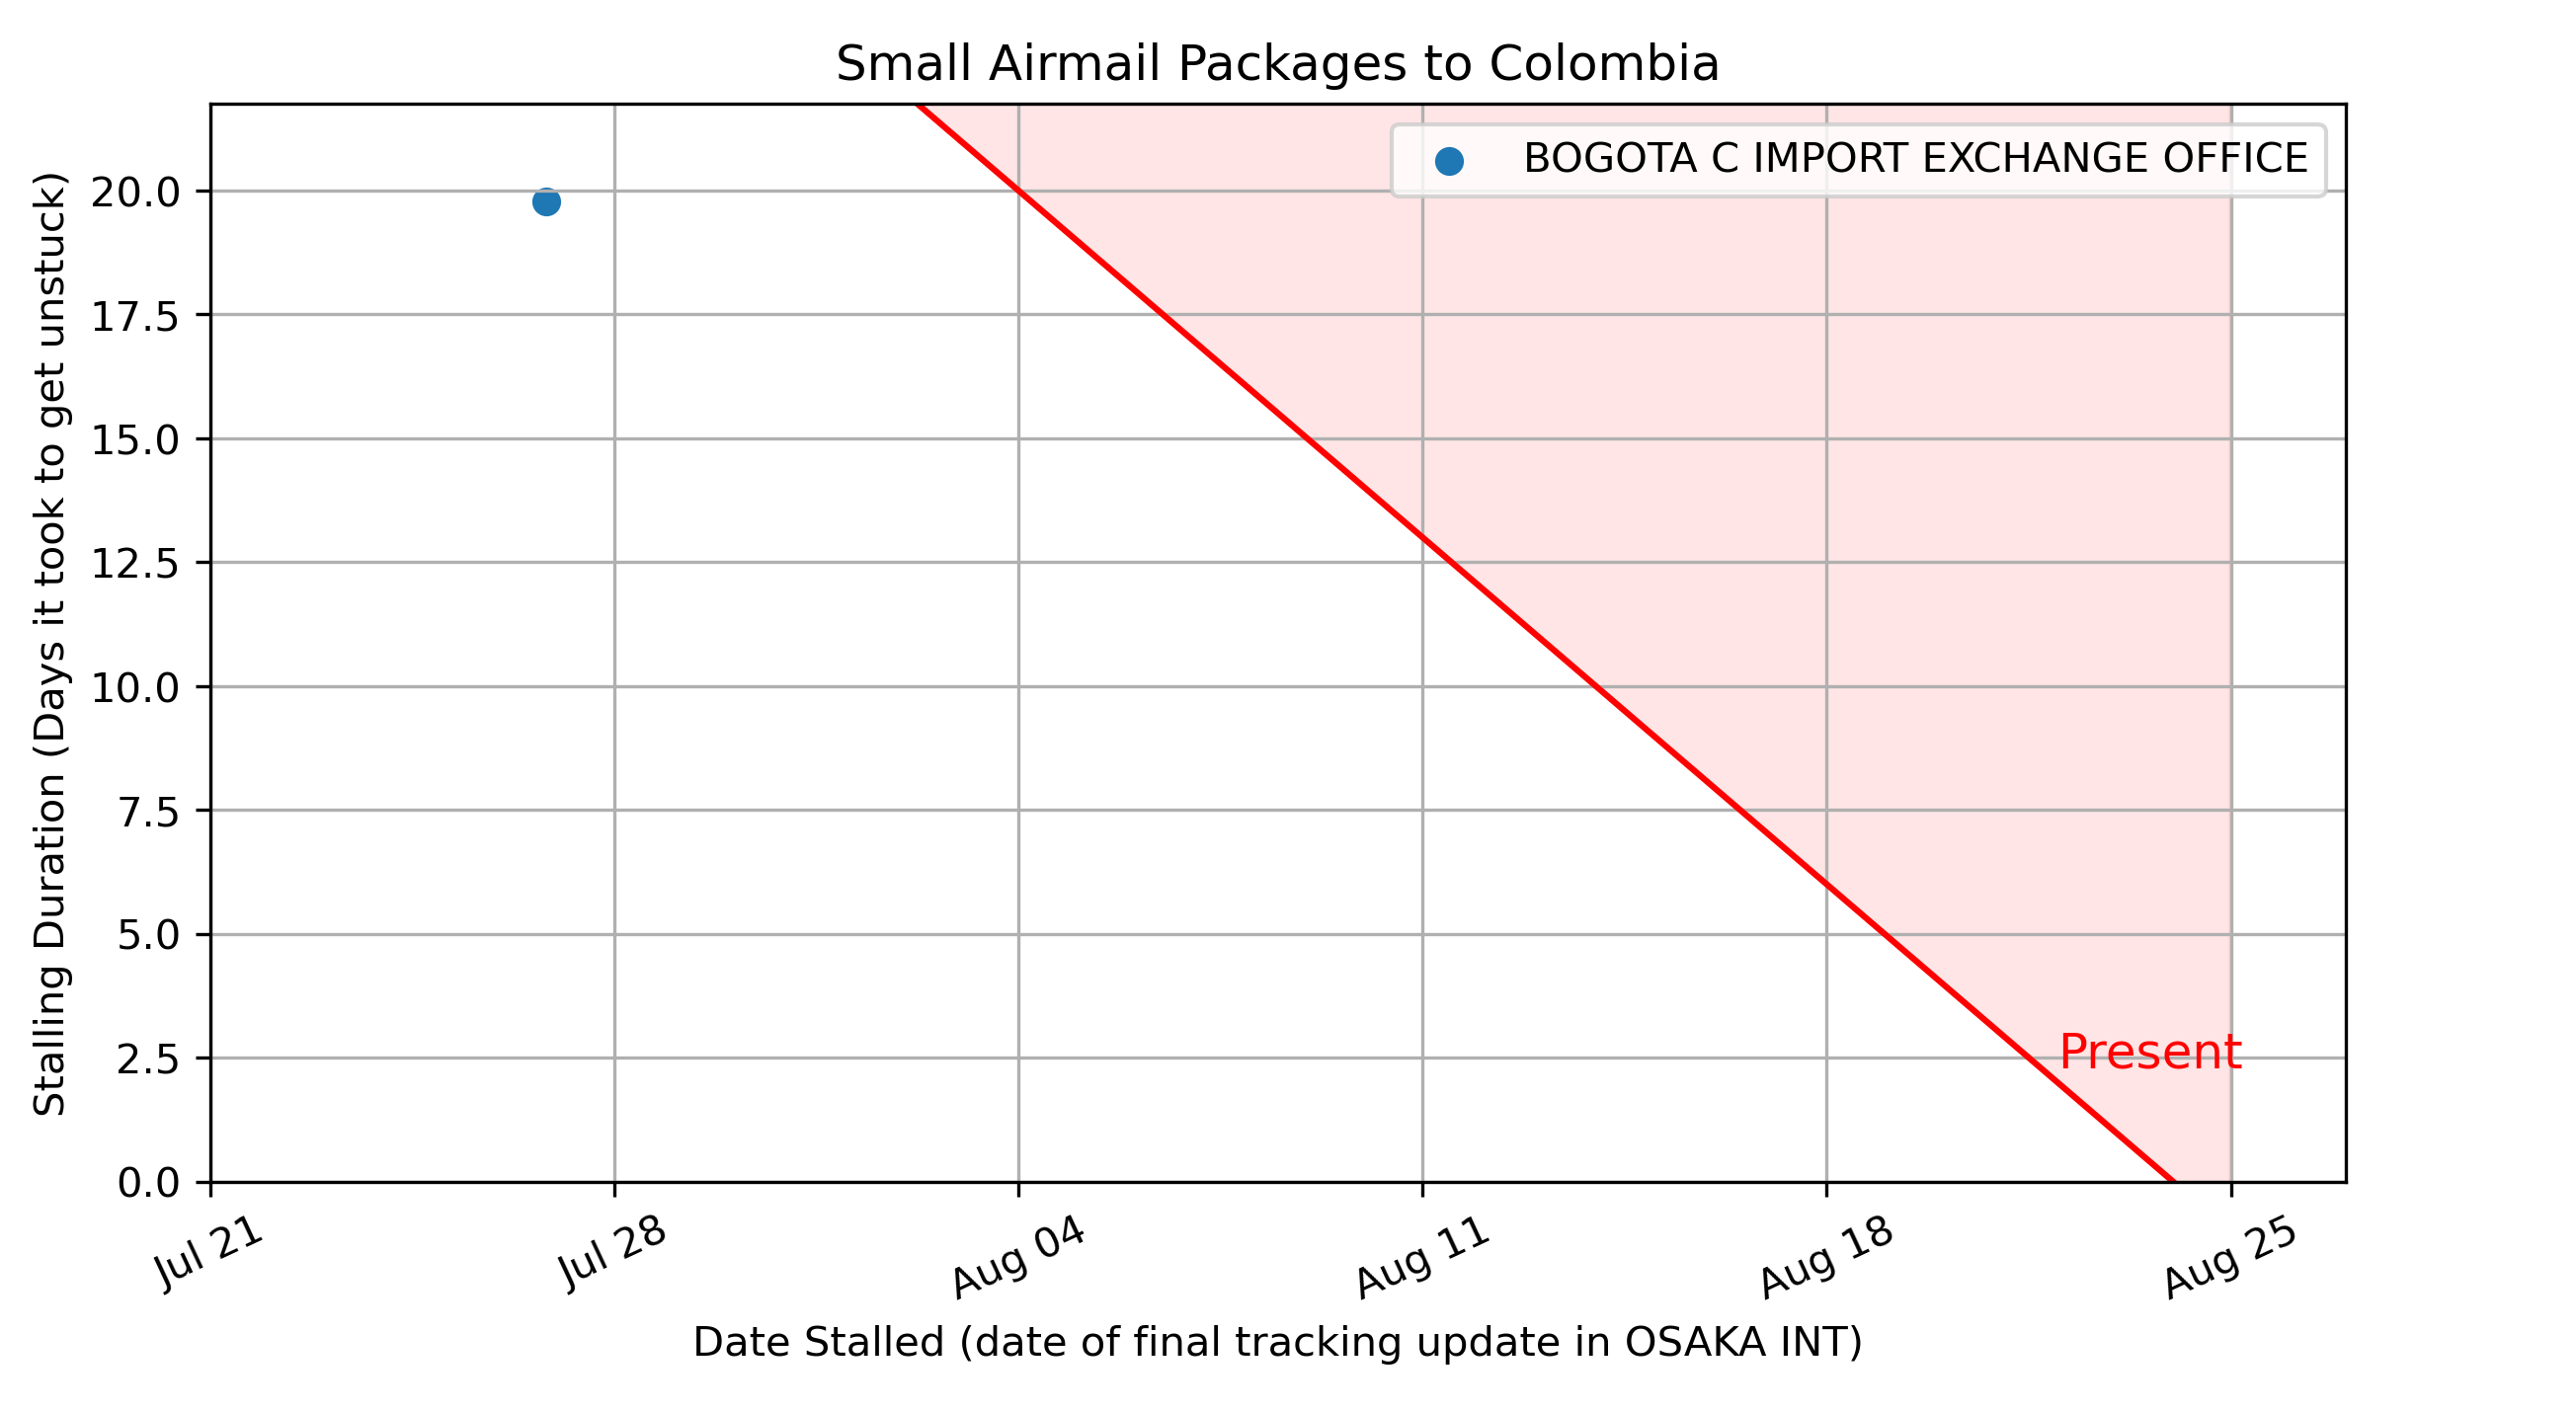 Small Airmail Packages to Colombia
BOGOTA C IMPORT EXCHANGE OFFICE
Stalling Duration (Days it took to get unstuck)
20.0
17.5
15.0
12.5
10.0
7.5
5.0
2.5
0.0
Present
Jul 21
Jul 28
Aug 04
Aug 11
Aug 18
Aug 25
Date Stalled (date of final tracking update in OSAKA INT)